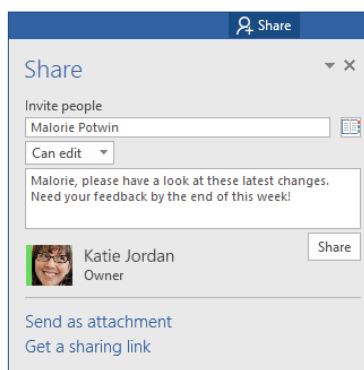 Share
Share
Invite people
Malorie Potwin
Can edit
Malorie, please have a look at these latest changes.
Need your feedback by the end of this week!
Share
Katie Jordan
Owner
Send as attachment
Get a sharing link